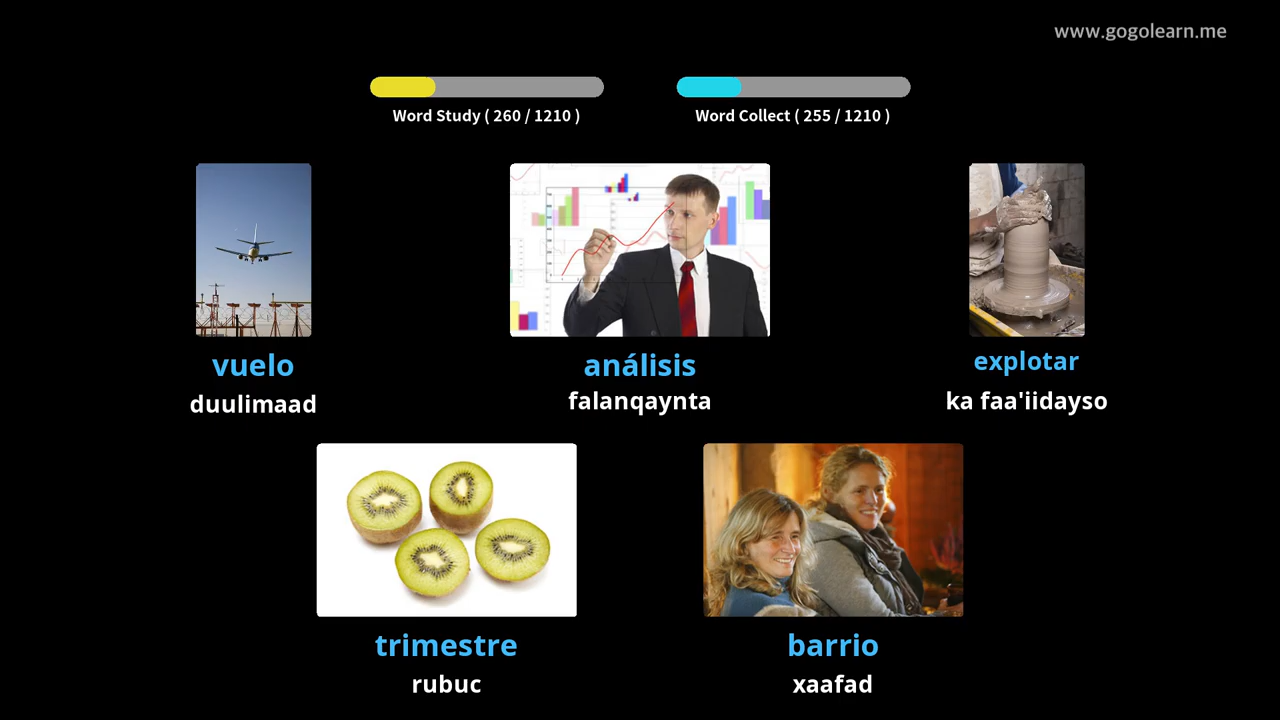 www.gogolearn.me
Word Study ( 260 / 1210 )
Word Collect ( 255 / 1210 )
vuelo
duulimaad
análisis
falanqaynta
explotar
ka faa'iidayso
trimestre
rubuc
barrio
xaafad